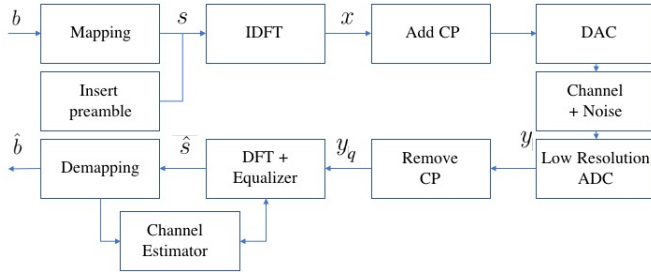 b
Mapping
s
IDFT
x
Add CP
DAC
Insert
preamble
Channel
+ Noise
b̂
Demapping
ŝ
DFT +
Equalizer
y_q
Remove
CP
y
Low Resolution
ADC
Channel
Estimator